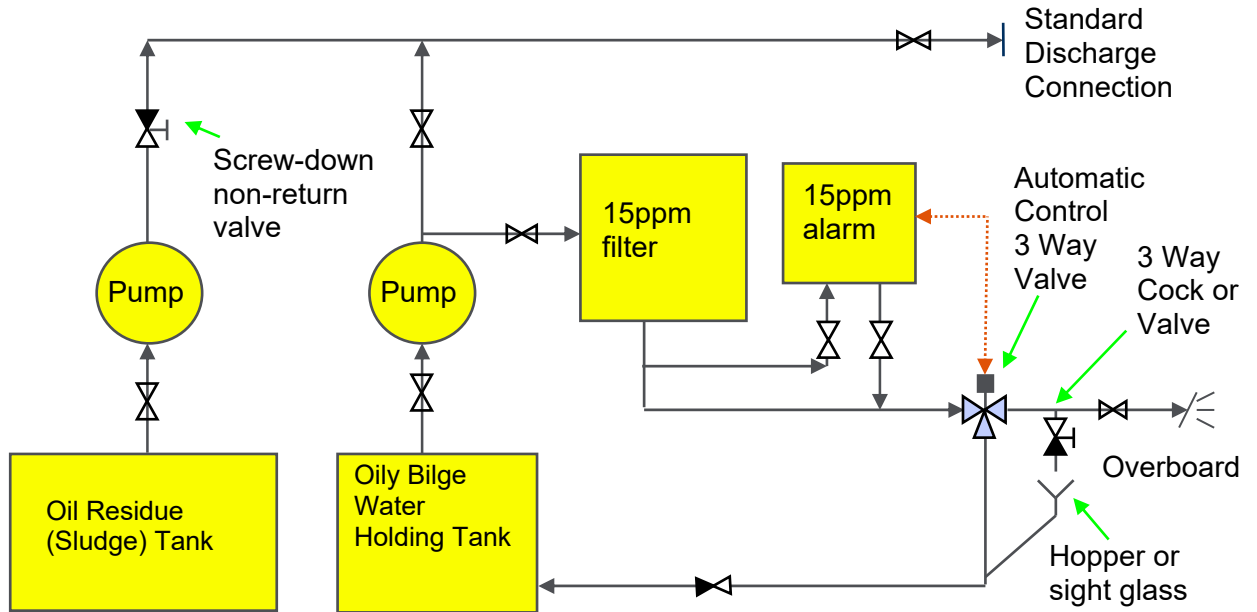 Standard
Discharge
Connection
Screw-down
non-return
valve
15ppm
filter
15ppm
alarm
Automatic
Control
3 Way
Valve
3 Way
Cock or
Valve
Pump
Pump
Overboard
Oil Residue
(Sludge) Tank
Oily Bilge
Water
Holding Tank
Hopper or
sight glass